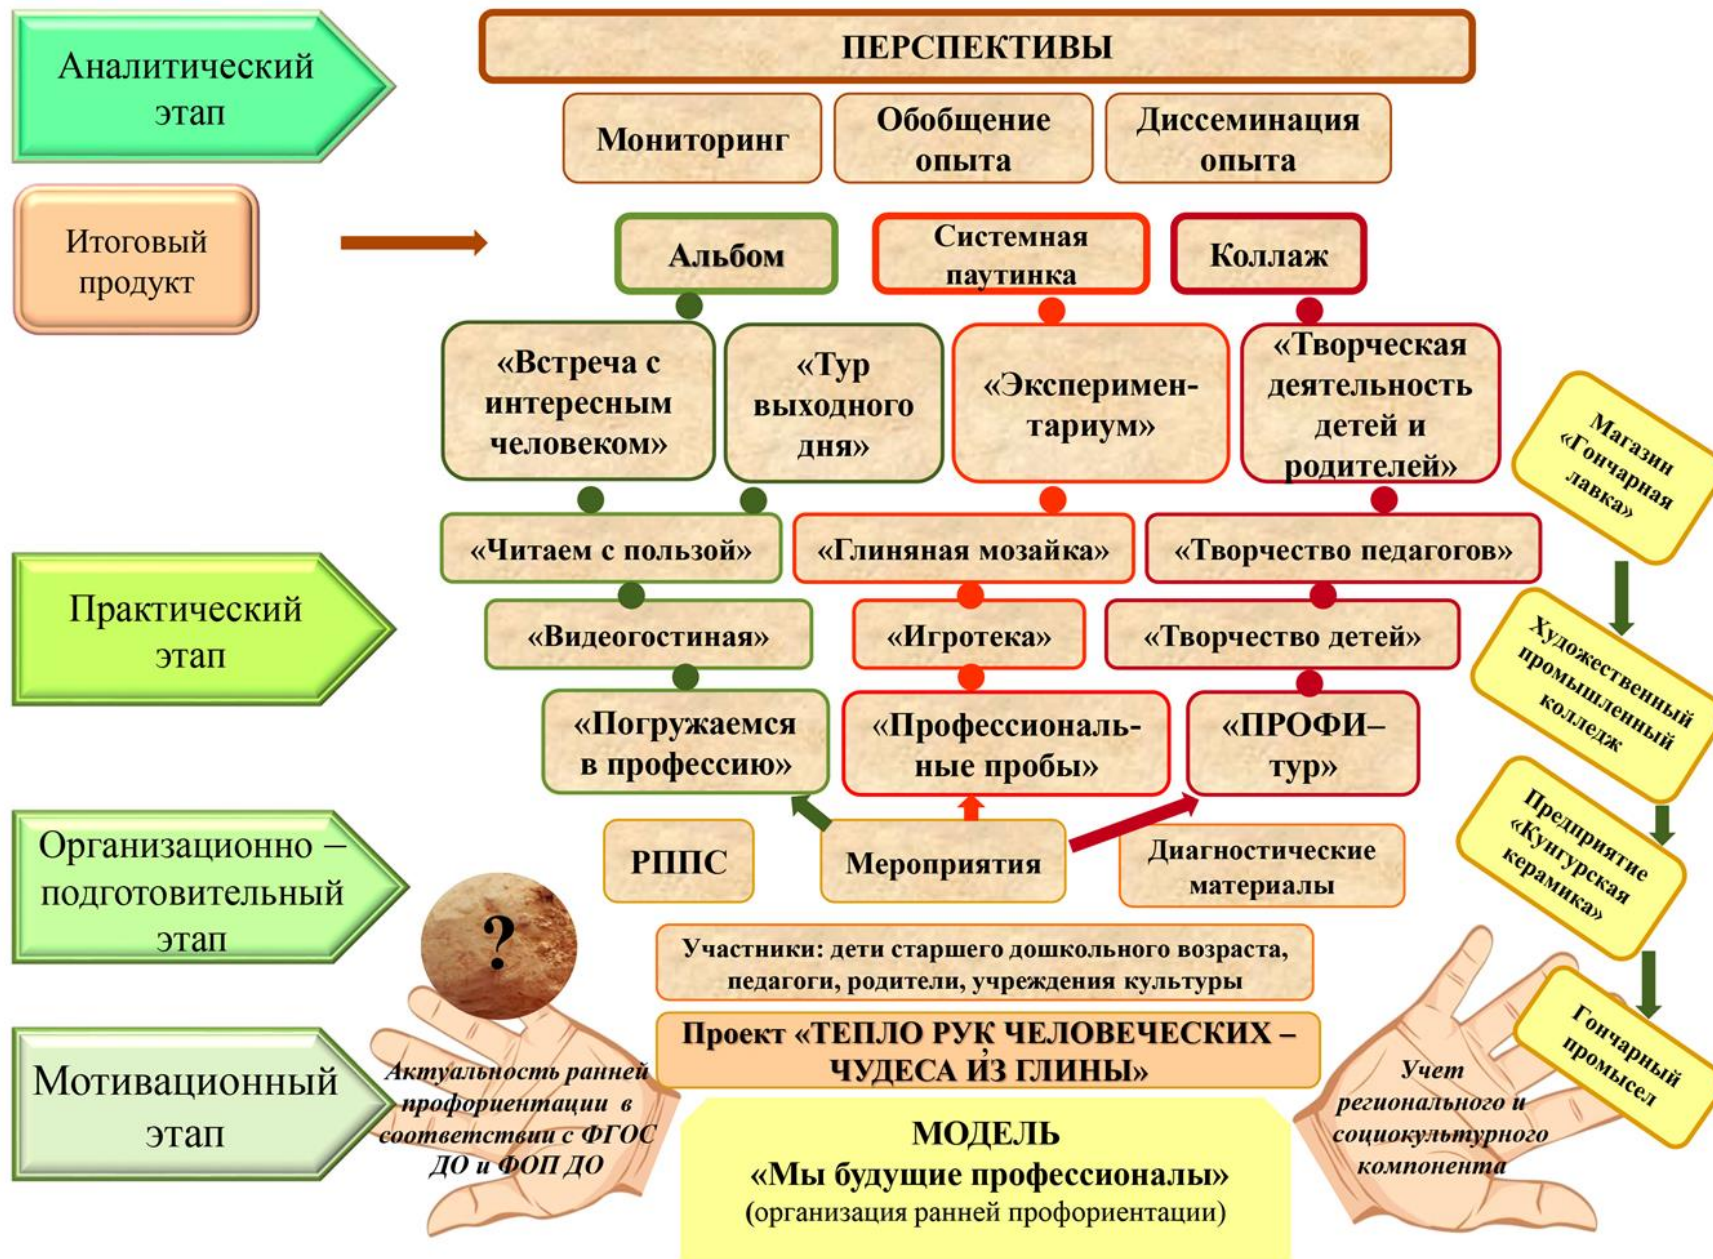 Аналитический
этап
ПЕРСПЕКТИВЫ
Мониторинг
Обобщение
опыта
Диссеминация
опыта
Итоговый
продукт
Альбом
Системная
паутинка
Коллаж
«Встреча с
интересным
человеком»
«Тур
выходного
дня»
«Эксперимен-
тариум»
«Творческая
деятельность
детей и
родителей»
Магазин
«Гончарная
лавка»
«Читаем с пользой»
«Глиняная мозайка»
«Творчество педагогов»
Практический
этап
«Видеогостиная»
«Игротека»
«Творчество детей»
Художественный
промышленный
колледж
«Погружаемся
в профессию»
«Профессиональ-
ные пробы»
«ПРОФИ–
тур»
Организационно –
подготовительный
этап
РППС
Мероприятия
Диагностические
материалы
Предприятие
«Кунгурская
керамика»
?
Участники: дети старшего дошкольного возраста,
педагоги, родители, учреждения культуры
Проект «ТЕПЛО РУК ЧЕЛОВЕЧЕСКИХ –
ЧУДЕСА ИЗ ГЛИНЫ»
Гончарный
промысел
Мотивационный
этап
Актуальность ранней
профориентации в
соответствии с ФГОС
ДО и ФОП ДО
МОДЕЛЬ
«Мы будущие профессионалы»
(организация ранней профориентации)
Учет
регионального и
социокультурного
компонента